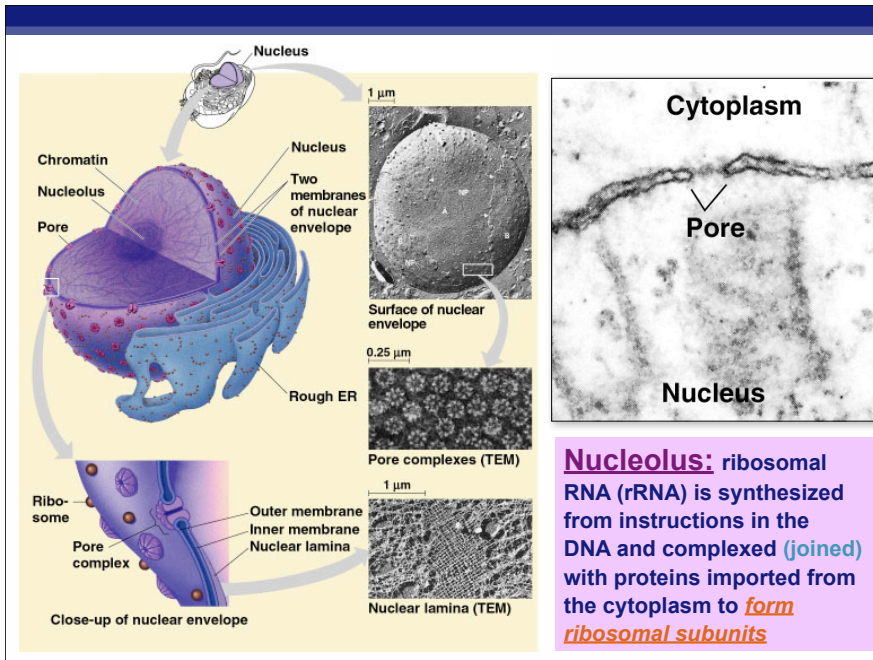 Nucleus
Chromatin
Nucleolus
Pore
Nucleus
Two
membranes
of nuclear
envelope
Rough ER
1 µm
NP
A
B
B
NP
Surface of nuclear
envelope
0.25 µm
Pore complexes (TEM)
1 µm
Nuclear lamina (TEM)
Ribo-
some
Pore
complex
Outer membrane
Inner membrane
Nuclear lamina
Close-up of nuclear envelope
Cytoplasm
Pore
Nucleus
Nucleolus: ribosomal
RNA (rRNA) is synthesized
from instructions in the
DNA and complexed (joined)
with proteins imported from
the cytoplasm to form
ribosomal subunits